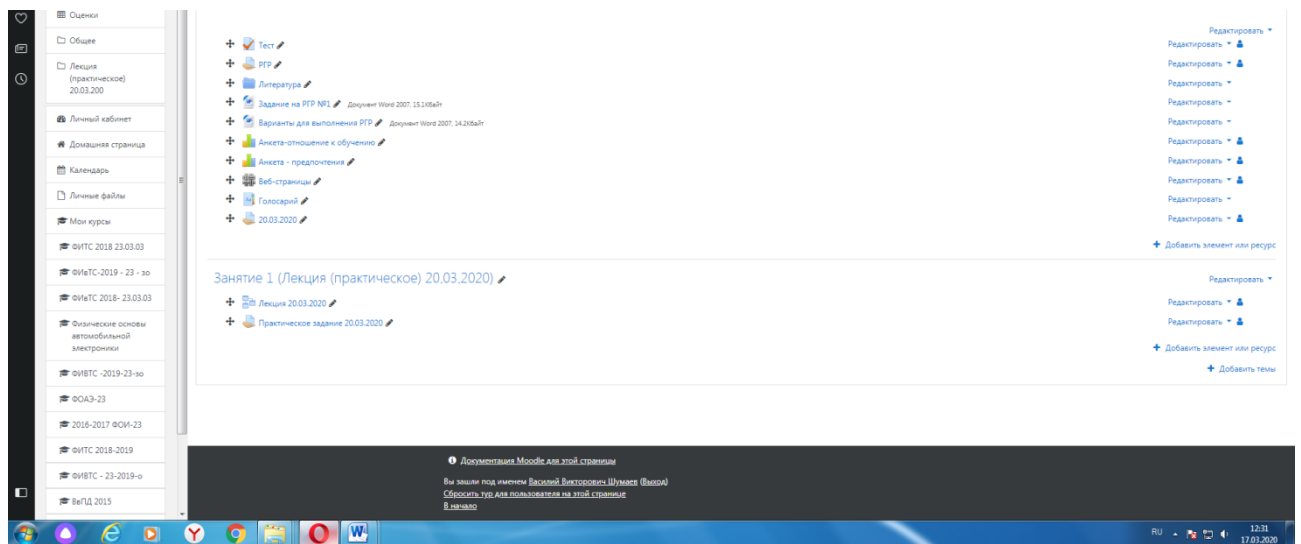 Оценки
Общее
Лекция
(практическое)
20.03.200
Личный кабинет
Домашняя страница
Календарь
Личные файлы
Мои курсы
ФИТС 2018 23.03.03
ФИвТС-2019 - 23 - зо
ФИвТС 2018- 23.03.03
Физические основы
автомобильной
электроники
ФИВТС -2019-23-зо
ФОАЭ-23
2016-2017 ФОИ-23
ФИТС 2018-2019
ФИВТС - 23-2019-о
ВеПД 2015
Редактировать
Тест Редактировать
РГР Редактировать
Литература Редактировать
Задание на РГР №1 Документ Word 2007, 15.1Кбайт Редактировать
Варианты для выполнения РГР Документ Word 2007, 14.2Кбайт Редактировать
Анкета-отношение к обучению Редактировать
Анкета - предпочтения Редактировать
Веб-страницы Редактировать
Голосарий Редактировать
20.03.2020 Редактировать
Добавить элемент или ресурс
Занятие 1 (Лекция (практическое) 20.03.2020) Редактировать
Лекция 20.03.2020 Редактировать
Практическое задание 20.03.2020 Редактировать
Добавить элемент или ресурс
Добавить темы
Документация Moodle для этой страницы
Вы зашли под именем Василий Викторович Шумаев (Выход)
Сбросить тур для пользователя на этой странице
В начало
RU 12:31
17.03.2020